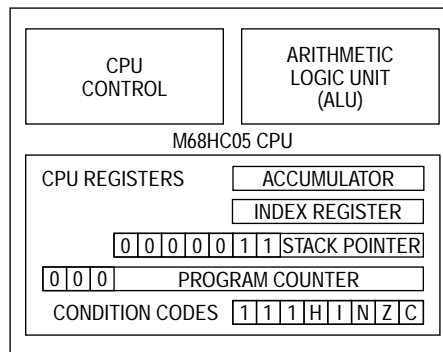 CPU
CONTROL
ARITHMETIC
LOGIC UNIT
(ALU)
M68HC05 CPU
CPU REGISTERS ACCUMULATOR
INDEX REGISTER
0 0 0 0 0 1 1 STACK POINTER
0 0 0 PROGRAM COUNTER
CONDITION CODES 1 1 1 H I N Z C